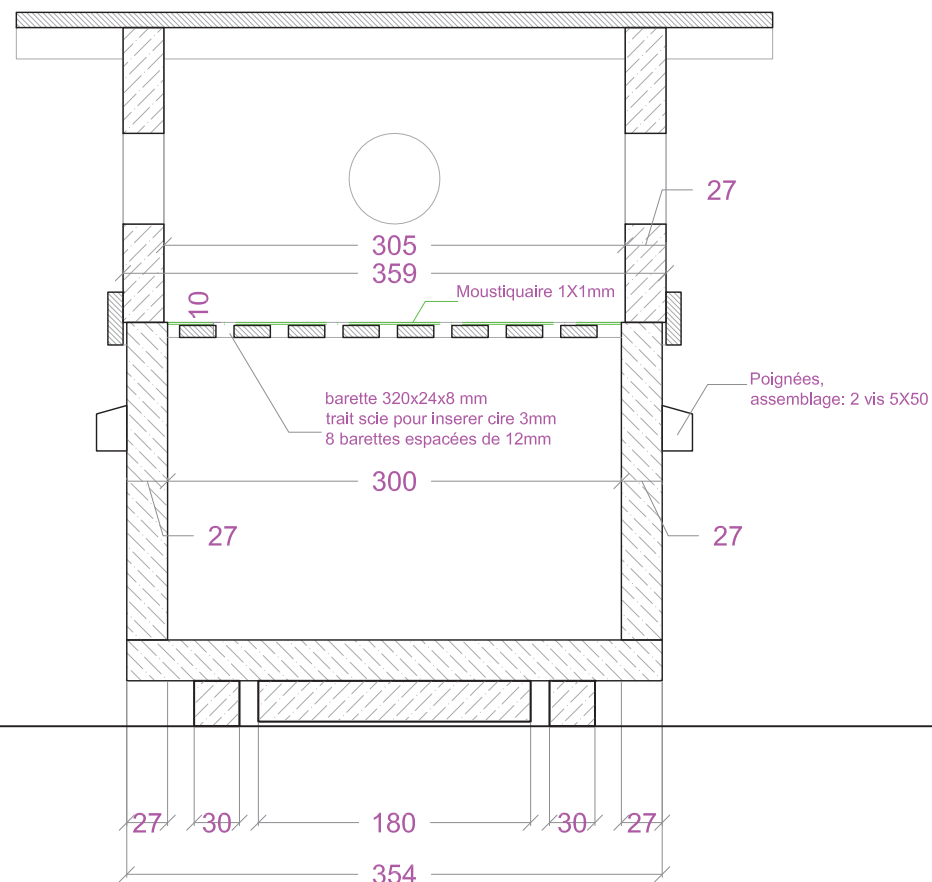 27
305
359
10
Moustiquaire 1X1mm
barette 320x24x8 mm
trait scie pour inserer cire 3mm
8 barettes espacées de 12mm
Poignées,
assemblage: 2 vis 5X50
300
27
27
27
30
180
30
27
354